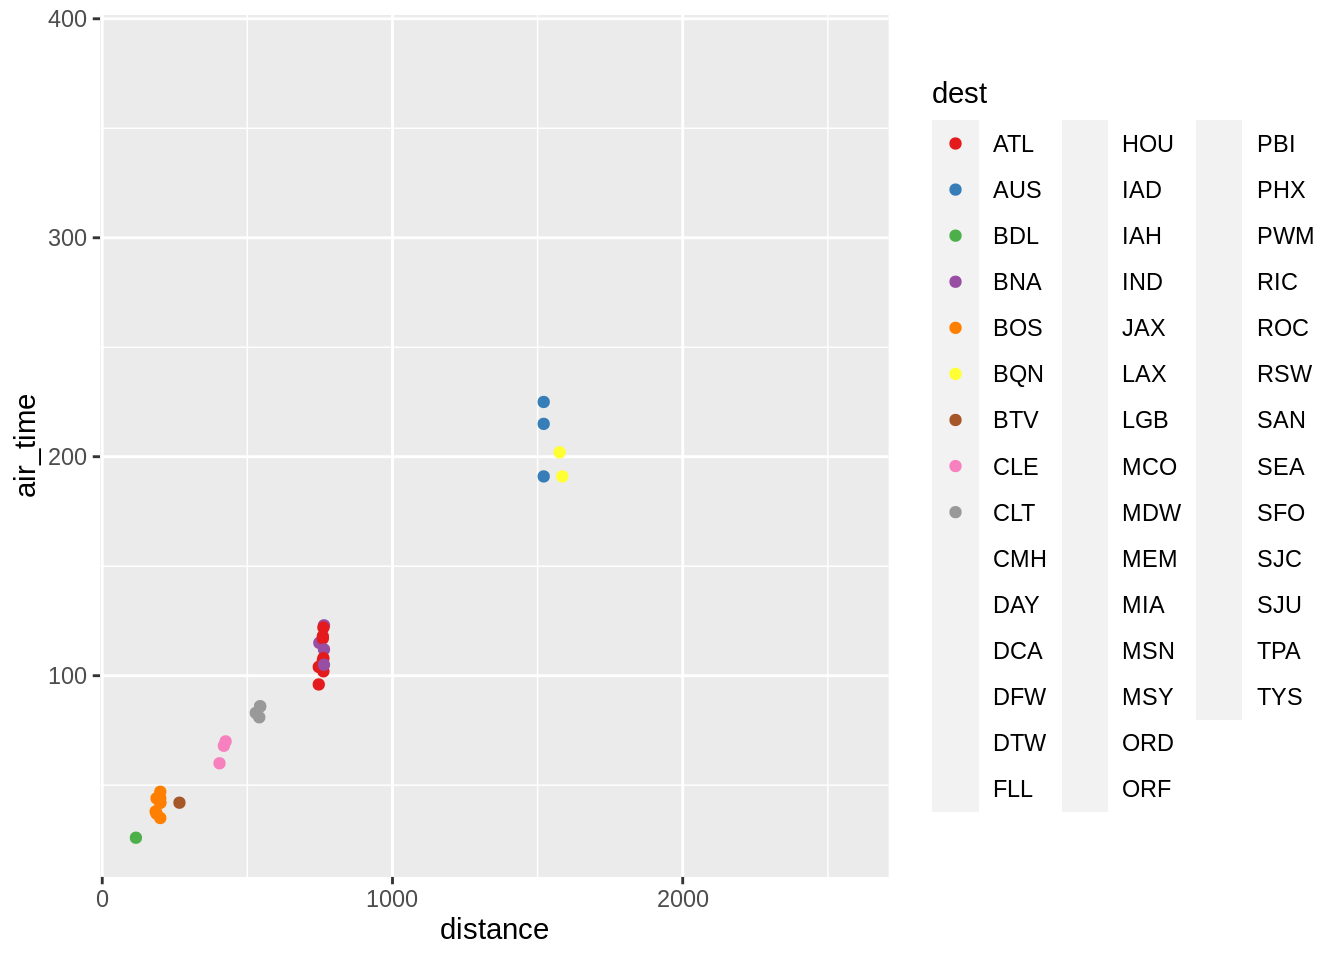 400
300
200
100
air_time
0
1000
2000
distance
dest
ATL
AUS
BDL
BNA
BOS
BQN
BTV
CLE
CLT
CMH
DAY
DCA
DFW
DTW
FLL
HOU
IAD
IAH
IND
JAX
LAX
LGB
MCO
MDW
MEM
MIA
MSN
MSY
ORD
ORF
PBI
PHX
PWM
RIC
ROC
RSW
SAN
SEA
SFO
SJC
SJU
TPA
TYS